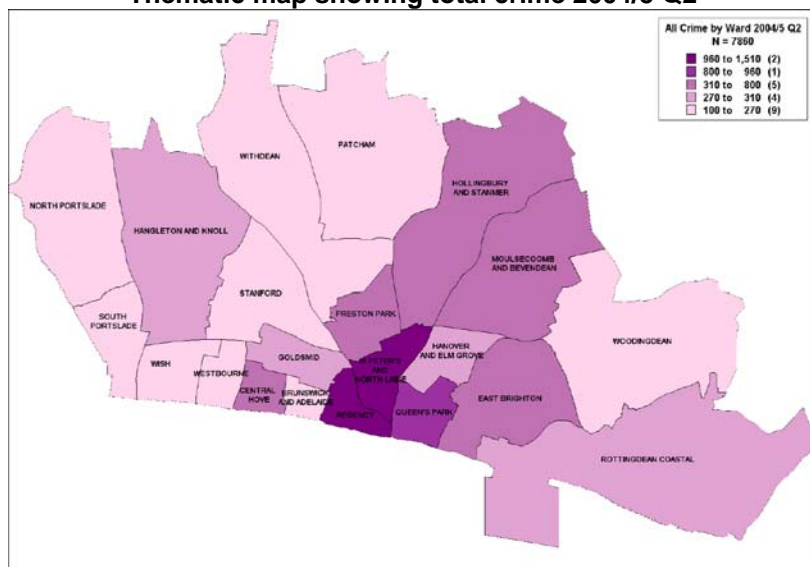 Thematic map showing total crime 2004/5 Q2
All Crime by Ward 2004/5 Q2
N = 7860
960 to 1,510 (2)
800 to 960 (1)
310 to 800 (5)
270 to 310 (4)
100 to 270 (9)
PATCHAM
WITHDEAN
HOLLINGBURY
AND STANMER
NORTH PORTSLADE
HANGLETON AND KNOLL
MOULSECOOMB
AND BEVENDEAN
STANFORD
PRESTON PARK
SOUTH
PORTSLADE
WOODINGDEAN
HANOVER
AND ELM GROVE
GOLDSMID
WISH
WESTBOURNE
AND
NORTH LAINE
CENTRAL
HOVE
BRUNSWICK
AND ADELAIDE
REGENCY
QUEEN'S PARK
EAST BRIGHTON
ROTTINGDEAN COASTAL